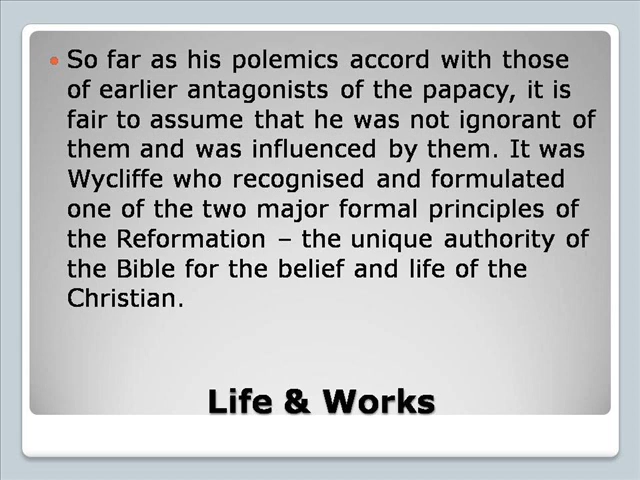 So far as his polemics accord with those
of earlier antagonists of the papacy, it is
fair to assume that he was not ignorant of
them and was influenced by them. It was
Wycliffe who recognised and formulated
one of the two major formal principles of
the Reformation – the unique authority of
the Bible for the belief and life of the
Christian.
Life & Works